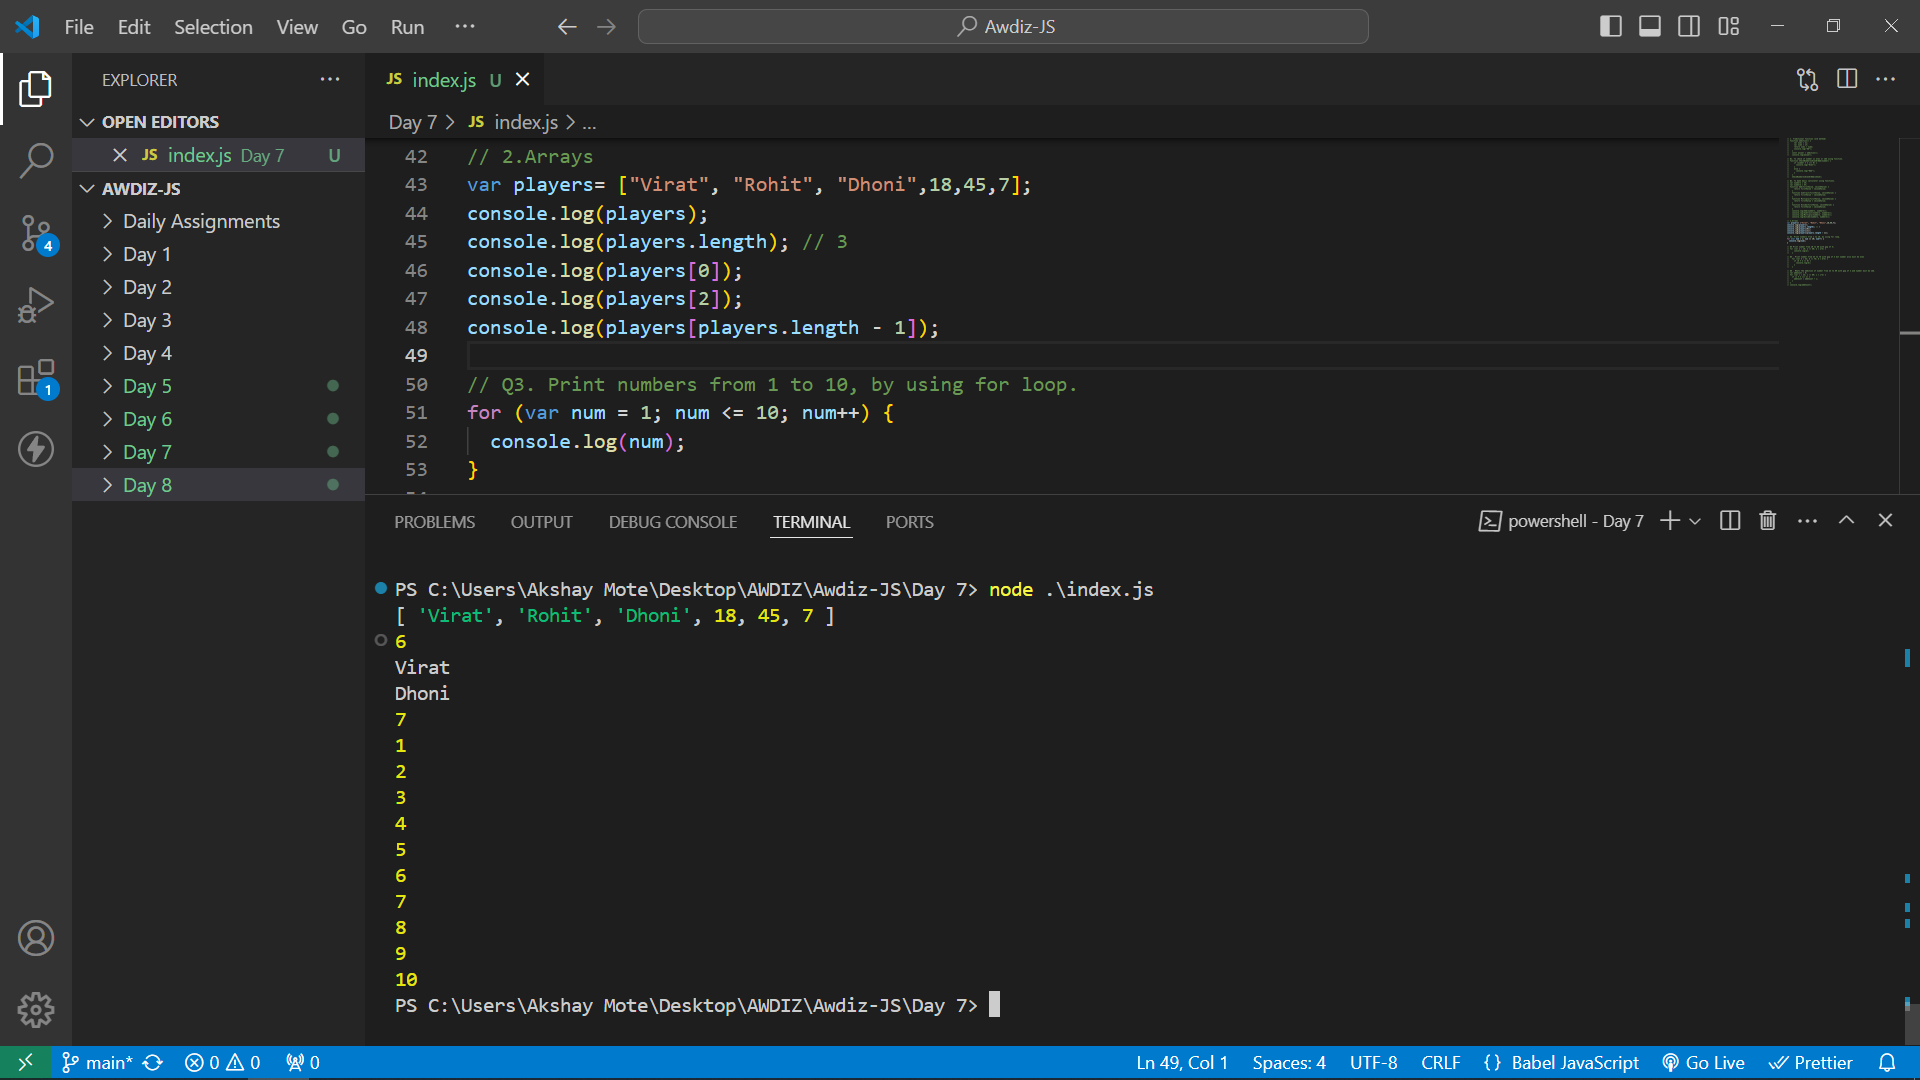 File Edit Selection View Go Run ··· Awdiz-JS
EXPLORER
OPEN EDITORS
JS index.js Day 7 U
AWDIZ-JS
Daily Assignments
Day 1
Day 2
Day 3
Day 4
Day 5
Day 6
Day 7
Day 8
4
1
JS index.js U
Day 7 > JS index.js > ...
42 // 2.Arrays
43 var players= ["Virat", "Rohit", "Dhoni",18,45,7];
44 console.log(players);
45 console.log(players.length); // 3
46 console.log(players[0]);
47 console.log(players[2]);
48 console.log(players[players.length - 1]);
49
50 // Q3. Print numbers from 1 to 10, by using for loop.
51 for (var num = 1; num <= 10; num++) {
52 console.log(num);
53 }
PROBLEMS OUTPUT DEBUG CONSOLE TERMINAL PORTS powershell - Day 7
PS C:\Users\Akshay Mote\Desktop\AWDIZ\Awdiz-JS\Day 7> node .\index.js
[ 'Virat', 'Rohit', 'Dhoni', 18, 45, 7 ]
6
Virat
Dhoni
7
1
2
3
4
5
6
7
8
9
10
PS C:\Users\Akshay Mote\Desktop\AWDIZ\Awdiz-JS\Day 7>
main* 0 0 0 Ln 49, Col 1 Spaces: 4 UTF-8 CRLF {} Babel JavaScript Go Live Prettier